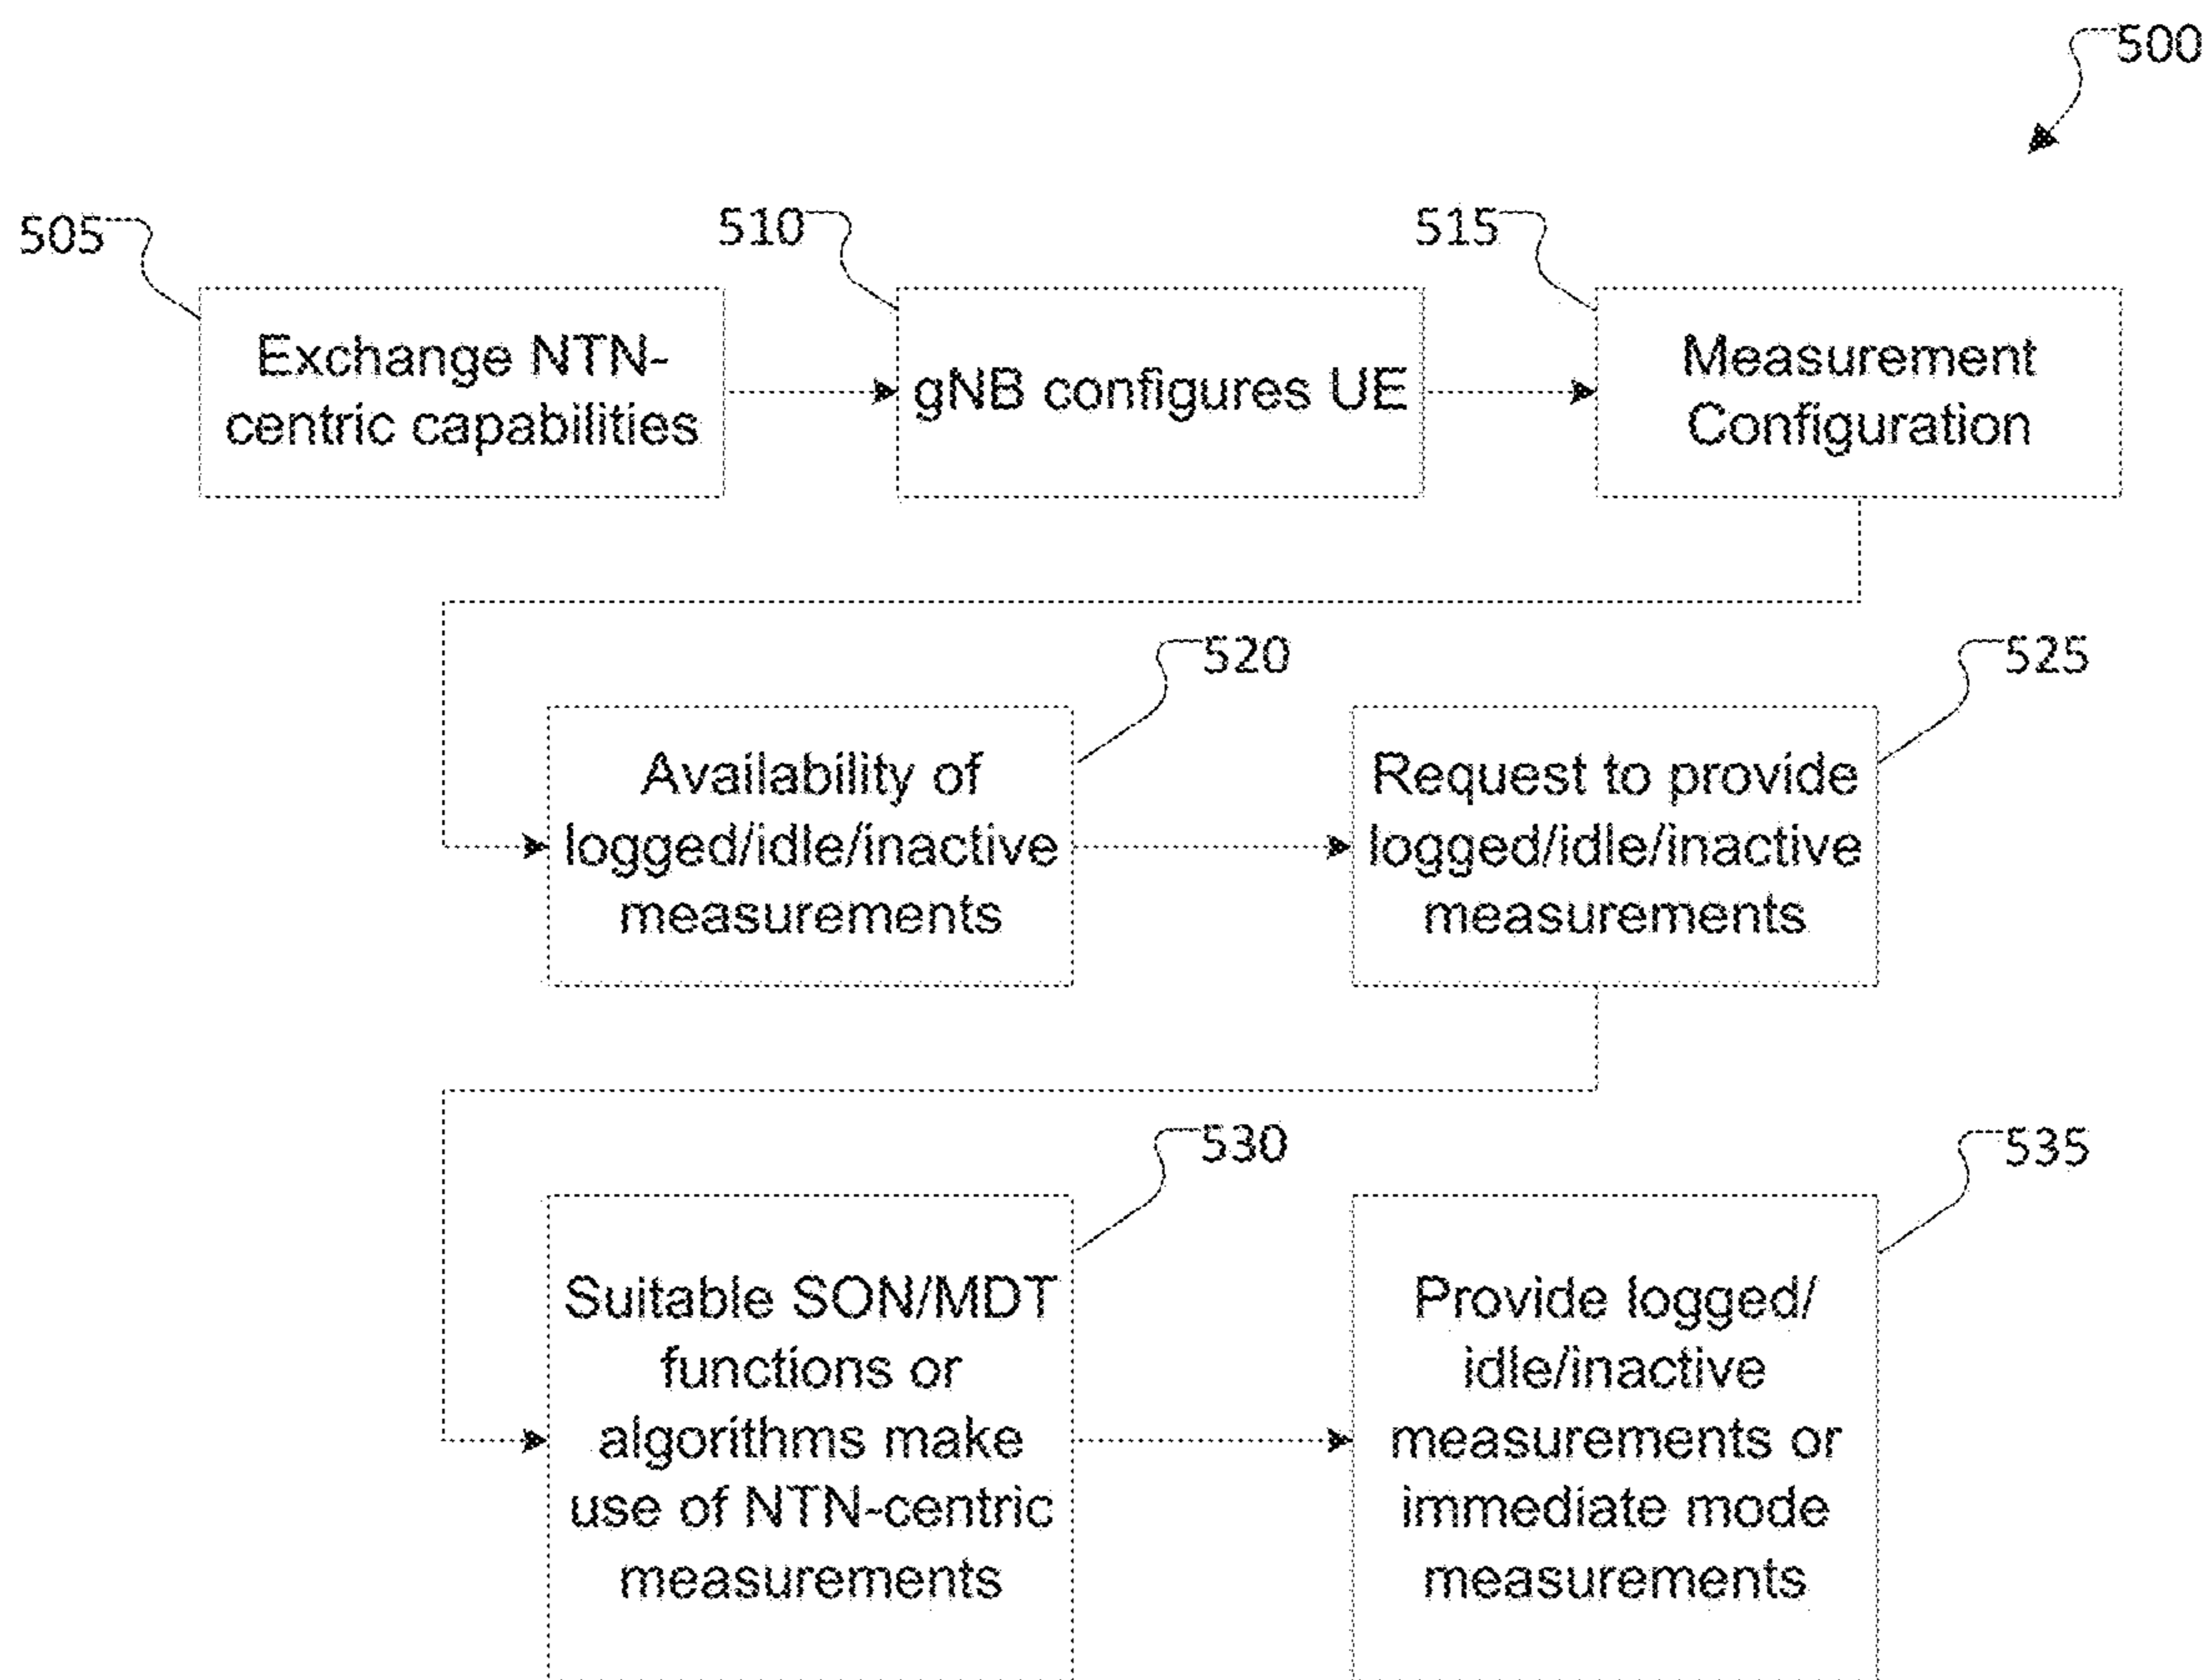 500
505
510
515
Exchange NTN-
centric capabilities
gNB configures UE
Measurement
Configuration
520
525
Availability of
logged/idle/inactive
measurements
Request to provide
logged/idle/inactive
measurements
530
535
Suitable SON/MDT
functions or
algorithms make
use of NTN-centric
measurements
Provide logged/
idle/inactive
measurements or
immediate mode
measurements